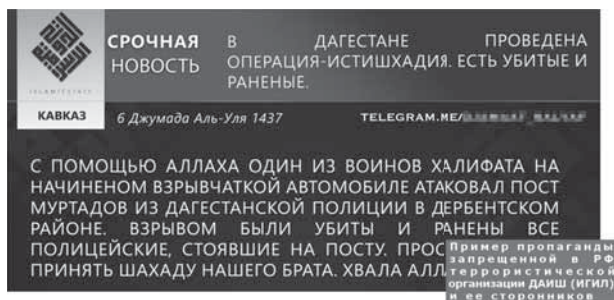 СРОЧНАЯ
НОВОСТЬ
В ДАГЕСТАНЕ ПРОВЕДЕНА
ОПЕРАЦИЯ-ИСТИШХАДИЯ. ЕСТЬ УБИТЫЕ И
РАНЕНЫЕ.
КАВКАЗ
6 Джумада Аль-Уля 1437
TELEGRAM.ME/
С ПОМОЩЬЮ АЛЛАХА ОДИН ИЗ ВОИНОВ ХАЛИФАТА НА
НАЧИНЕНОМ ВЗРЫВЧАТКОЙ АВТОМОБИЛЕ АТАКОВАЛ ПОСТ
МУРТАДОВ ИЗ ДАГЕСТАНСКОЙ ПОЛИЦИИ В ДЕРБЕНТСКОМ
РАЙОНЕ. ВЗРЫВОМ БЫЛИ УБИТЫ И РАНЕНЫ ВСЕ
ПОЛИЦЕЙСКИЕ, СТОЯВШИЕ НА ПОСТУ. ПРОС
ПРИНЯТЬ ШАХАДУ НАШЕГО БРАТА. ХВАЛА АЛЛ
Пример пропаганды
запрещенной в РФ
террористической
организации ДАИШ (ИГИЛ)
и ее сторонников